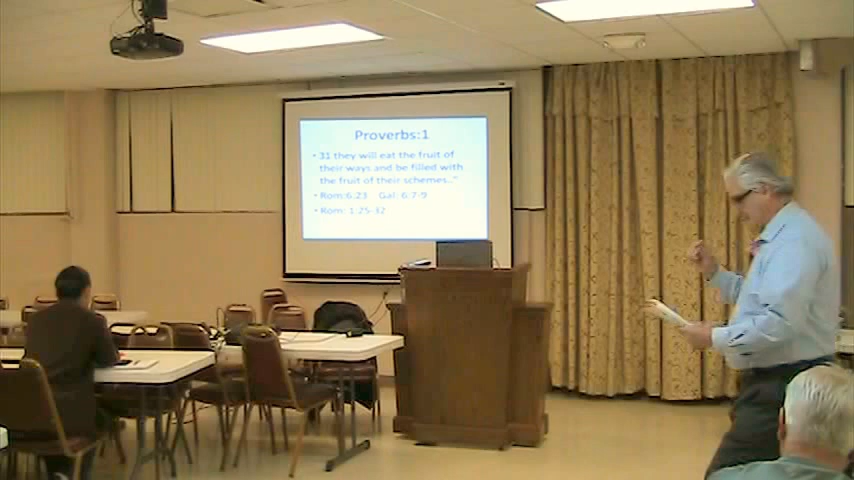 Proverbs:1
• 31 they will eat the fruit of
their ways and be filled with
the fruit of their schemes.."
• Rom:6:23 Gal: 6:7-9
• Rom: 1:25-32